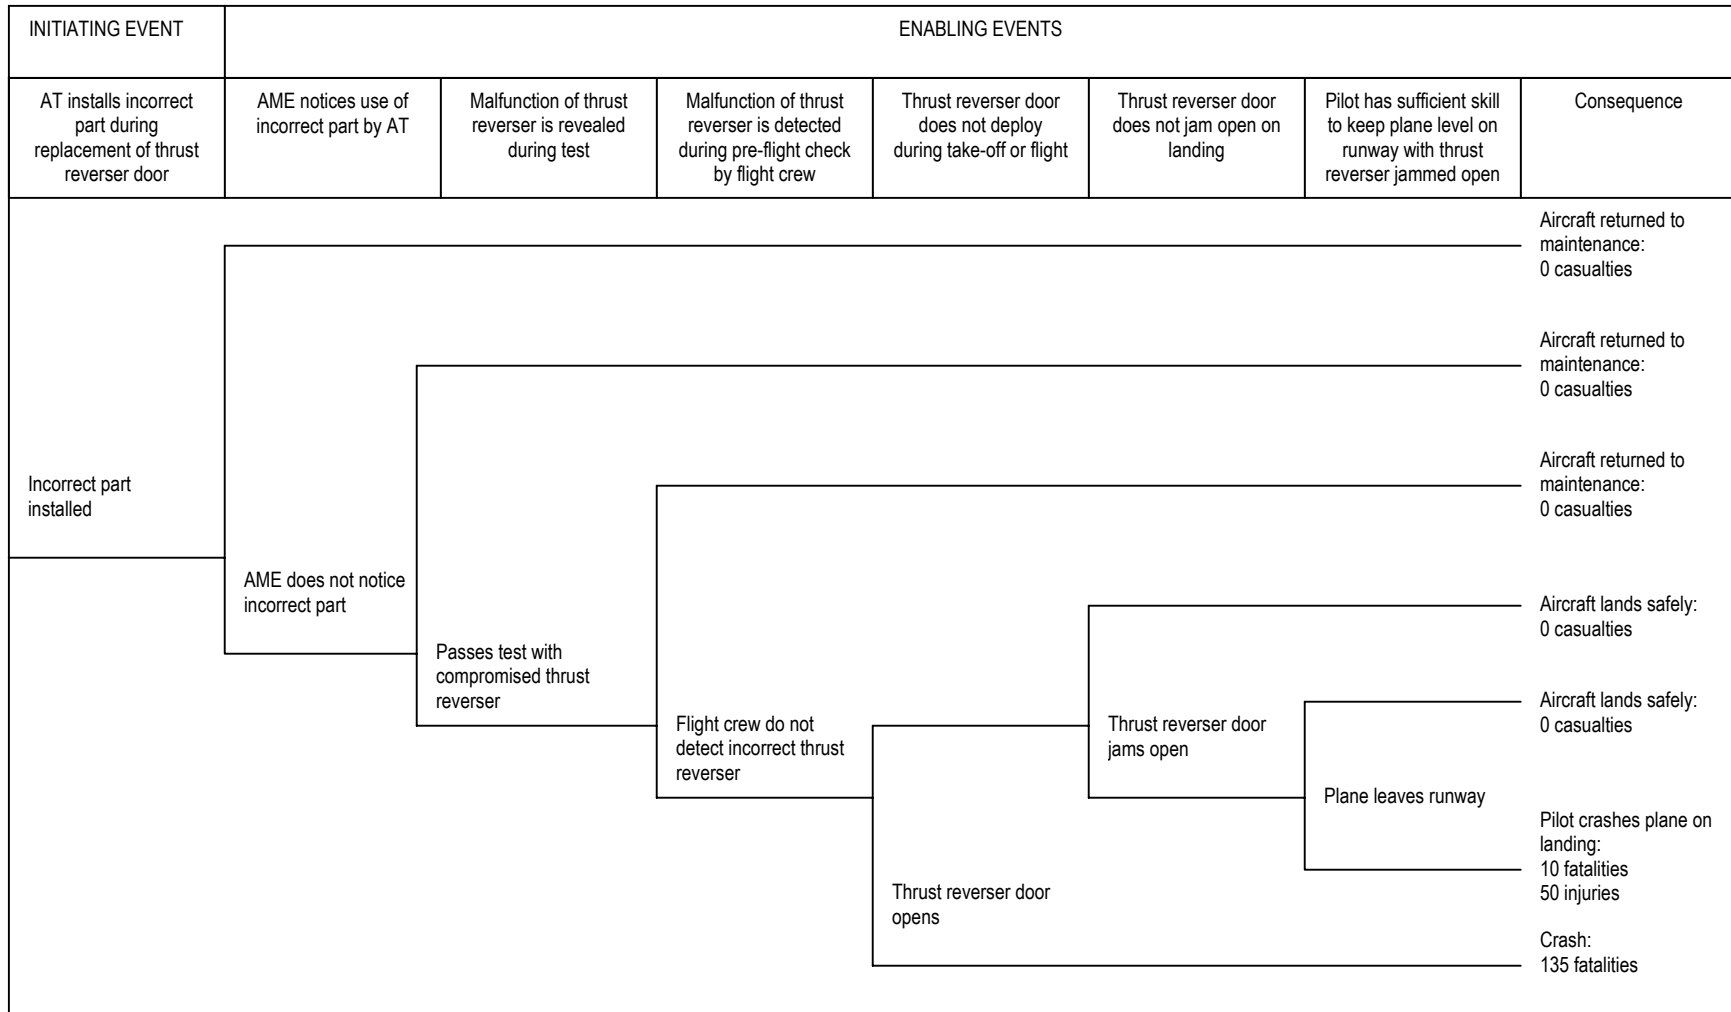 INITIATING EVENT
ENABLING EVENTS
AT installs incorrect
part during
replacement of thrust
reverser door
AME notices use of
incorrect part by AT
Malfunction of thrust
reverser is revealed
during test
Malfunction of thrust
reverser is detected
during pre-flight check
by flight crew
Thrust reverser door
does not deploy
during take-off or flight
Thrust reverser door
does not jam open on
landing
Pilot has sufficient skill
to keep plane level on
runway with thrust
reverser jammed open
Consequence
Aircraft returned to
maintenance:
0 casualties
Aircraft returned to
maintenance:
0 casualties
Aircraft returned to
maintenance:
0 casualties
Incorrect part
installed
AME does not notice
incorrect part
Aircraft lands safely:
0 casualties
Passes test with
compromised thrust
reverser
Aircraft lands safely:
0 casualties
Flight crew do not
detect incorrect thrust
reverser
Thrust reverser door
jams open
Plane leaves runway
Pilot crashes plane on
landing:
10 fatalities
50 injuries
Thrust reverser door
opens
Crash:
135 fatalities